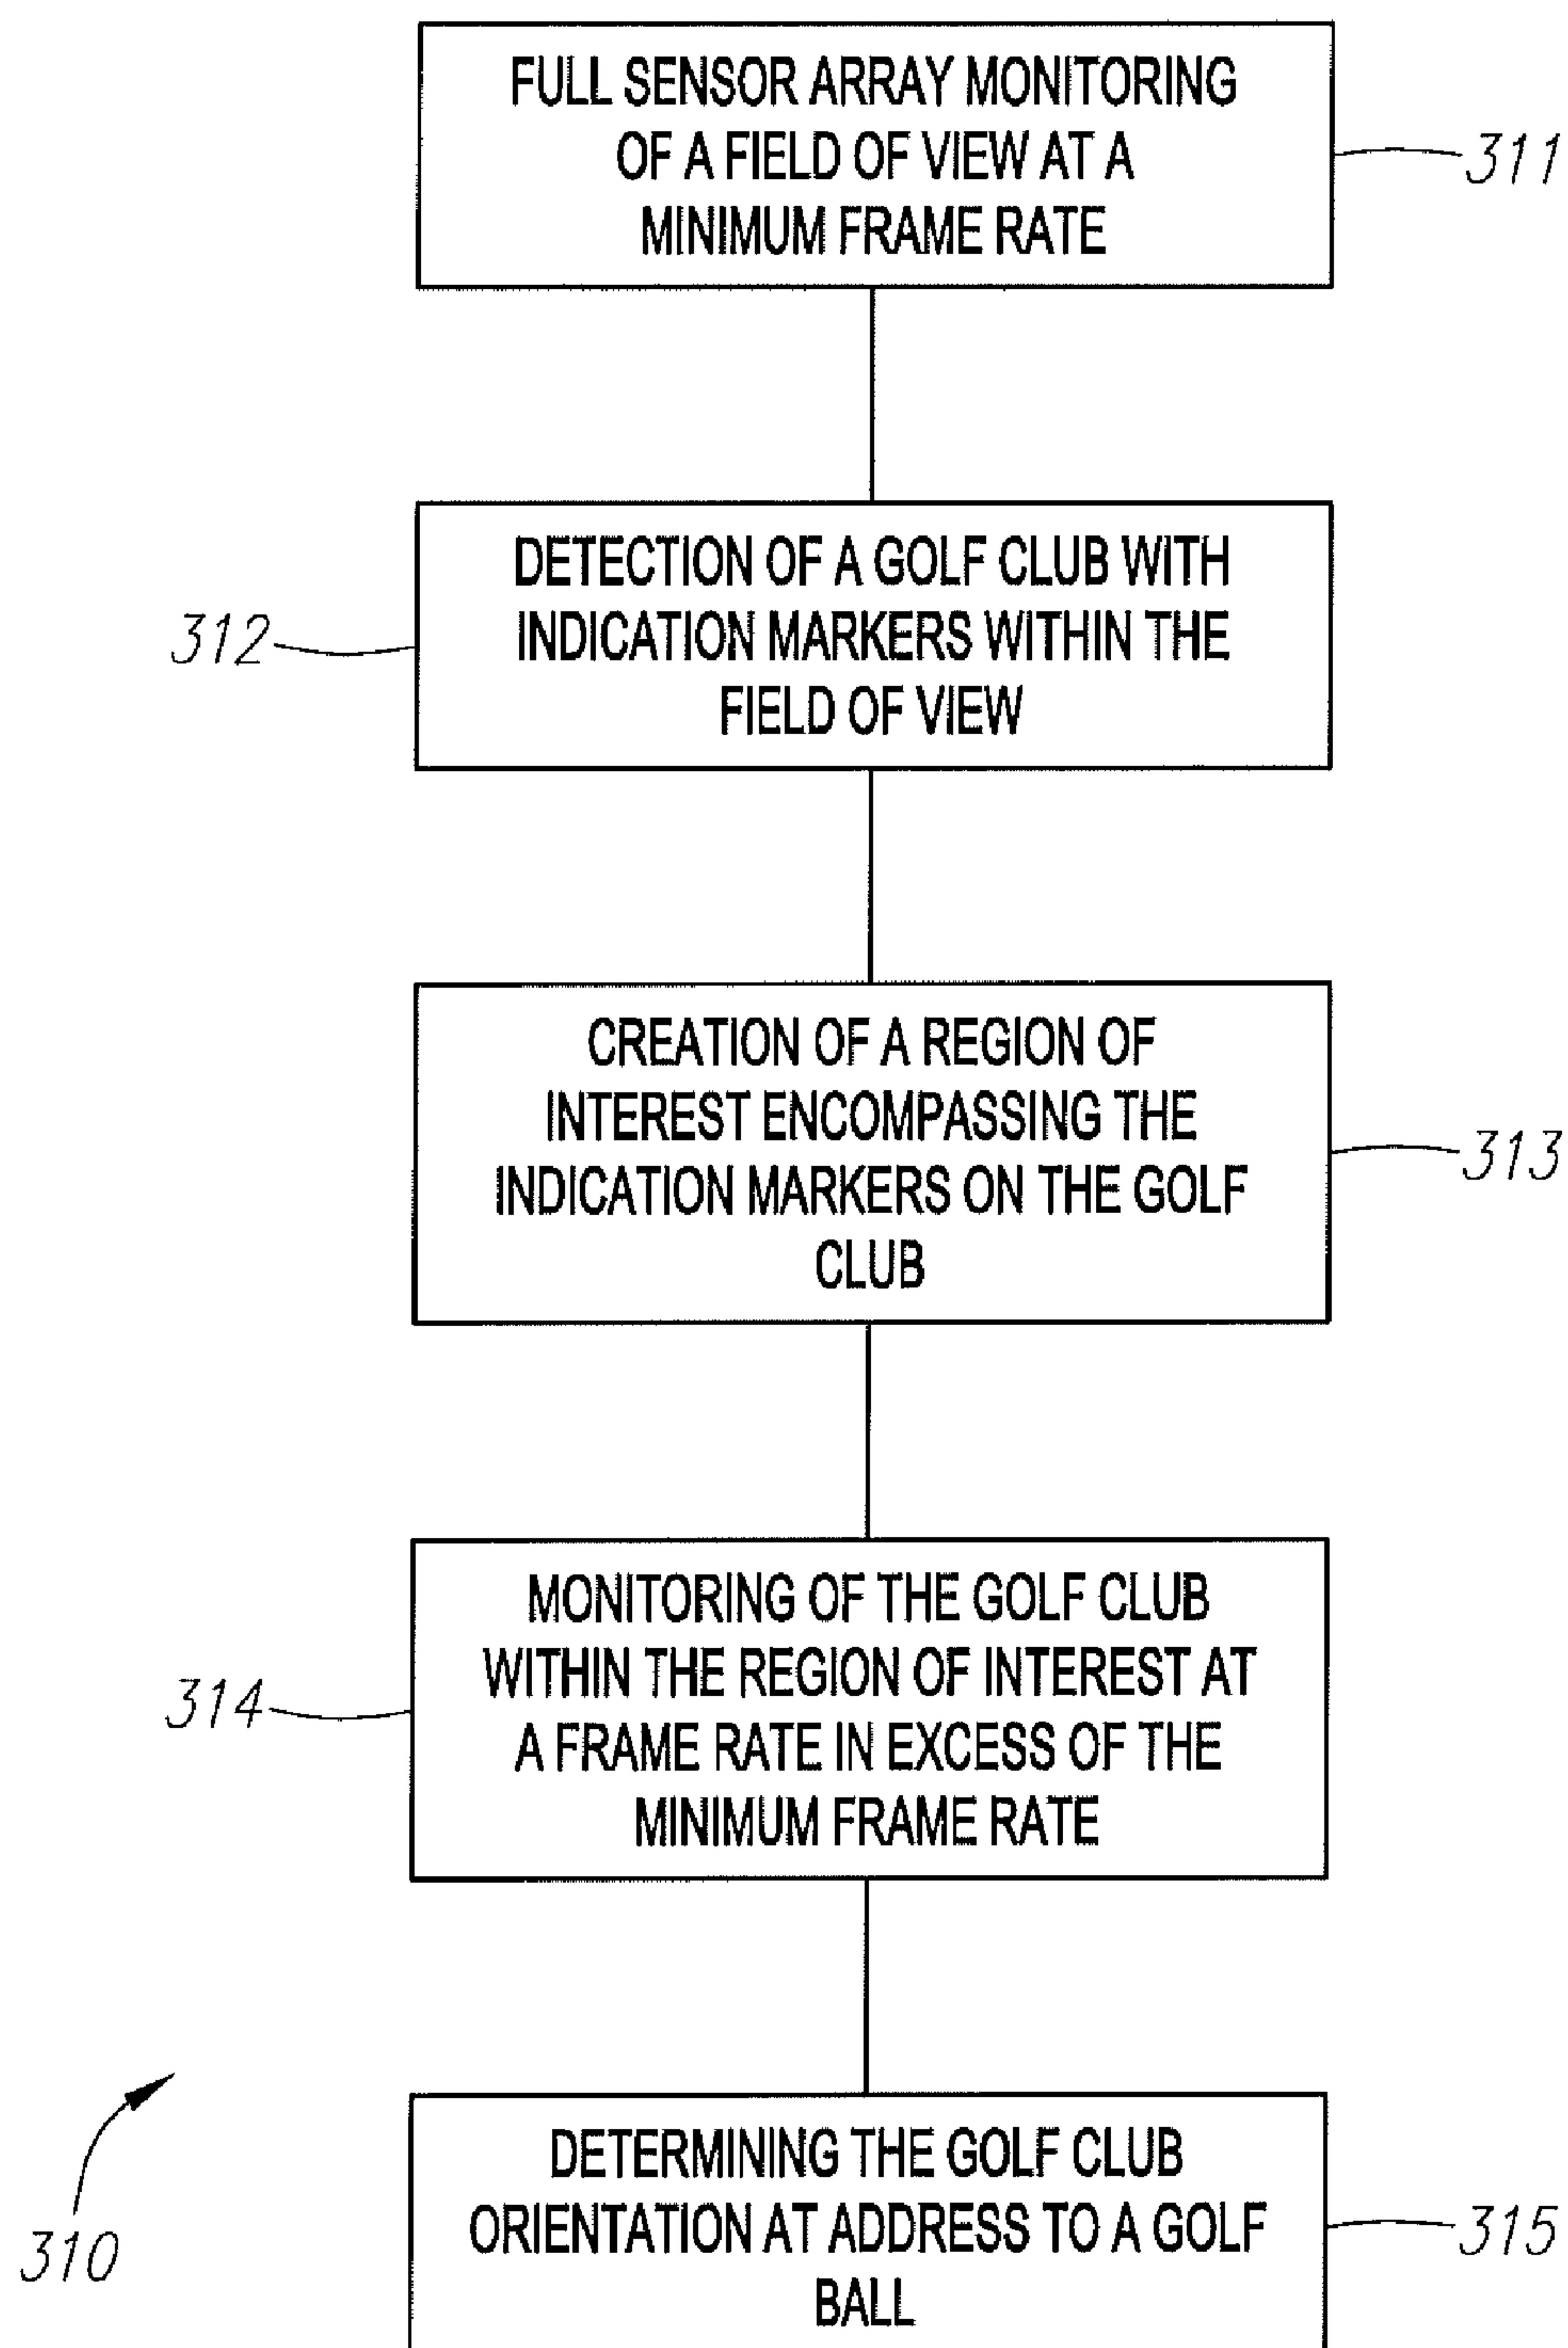 FULL SENSOR ARRAY MONITORING
OF A FIELD OF VIEW AT A
MINIMUM FRAME RATE
311
DETECTION OF A GOLF CLUB WITH
INDICATION MARKERS WITHIN THE
FIELD OF VIEW
312
CREATION OF A REGION OF
INTEREST ENCOMPASSING THE
INDICATION MARKERS ON THE GOLF
CLUB
313
MONITORING OF THE GOLF CLUB
WITHIN THE REGION OF INTEREST AT
A FRAME RATE IN EXCESS OF THE
MINIMUM FRAME RATE
314
DETERMINING THE GOLF CLUB
ORIENTATION AT ADDRESS TO A GOLF
BALL
315
310